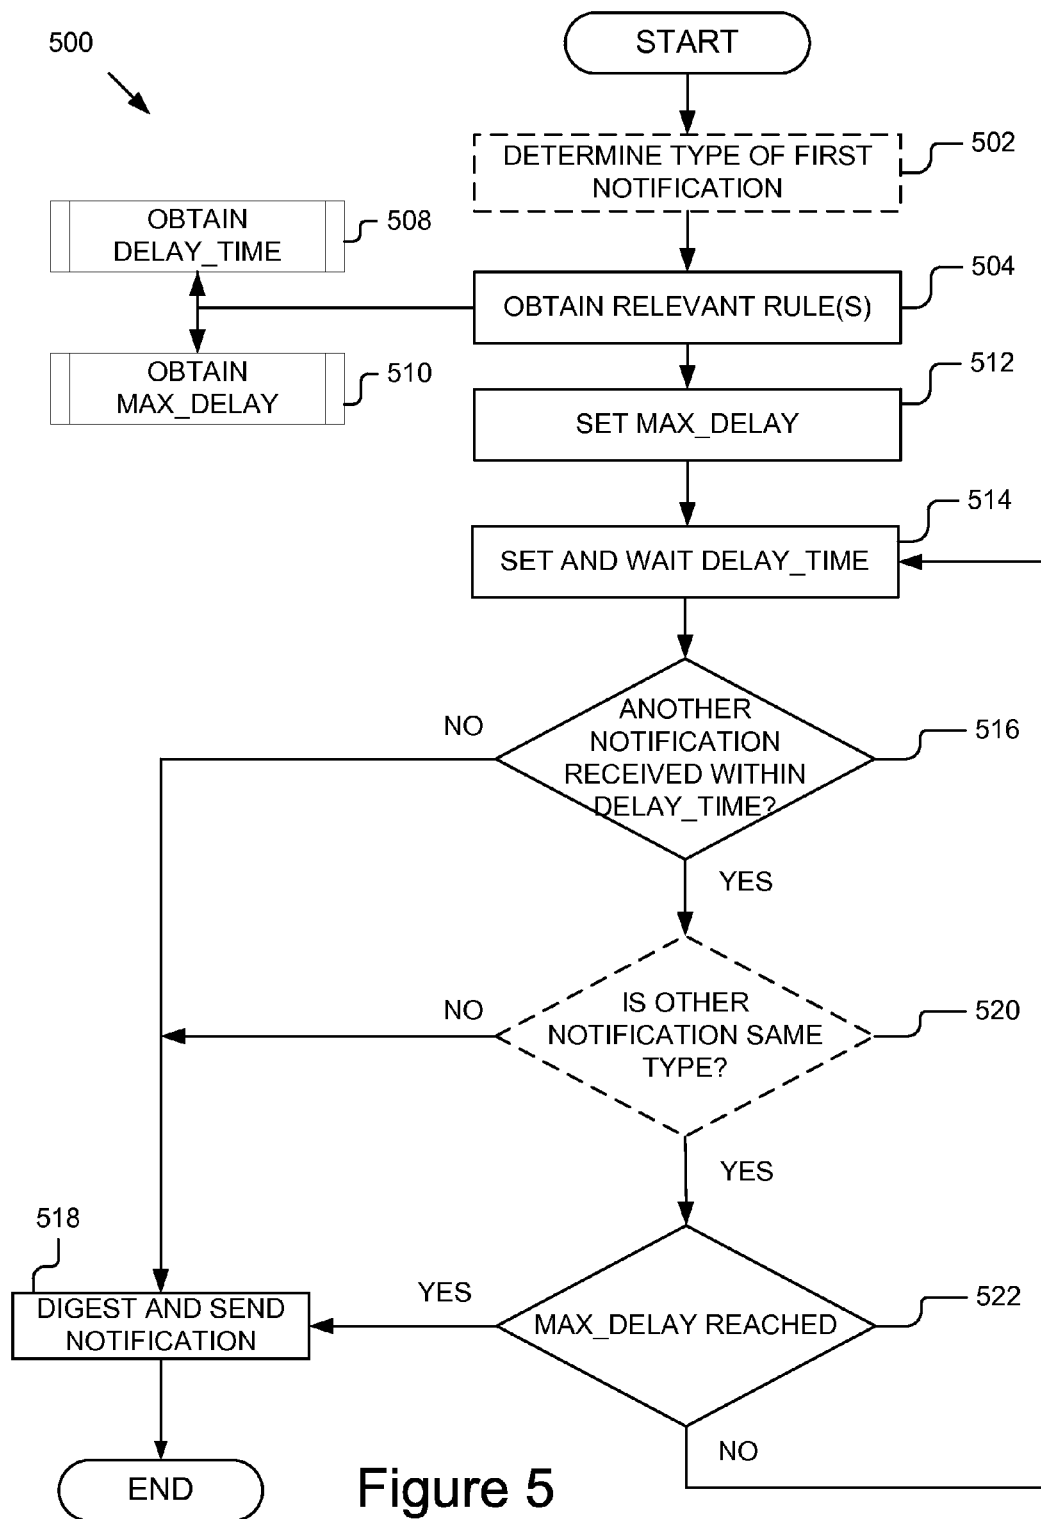 500
START
DETERMINE TYPE OF FIRST
NOTIFICATION
502
OBTAIN
DELAY_TIME
508
OBTAIN RELEVANT RULE(S)
504
OBTAIN
MAX_DELAY
510
SET MAX_DELAY
512
SET AND WAIT DELAY_TIME
514
ANOTHER
NOTIFICATION
RECEIVED WITHIN
DELAY_TIME?
516
NO
YES
IS OTHER
NOTIFICATION SAME
TYPE?
520
NO
YES
MAX_DELAY REACHED
522
YES
NO
518
DIGEST AND SEND
NOTIFICATION
END
Figure 5